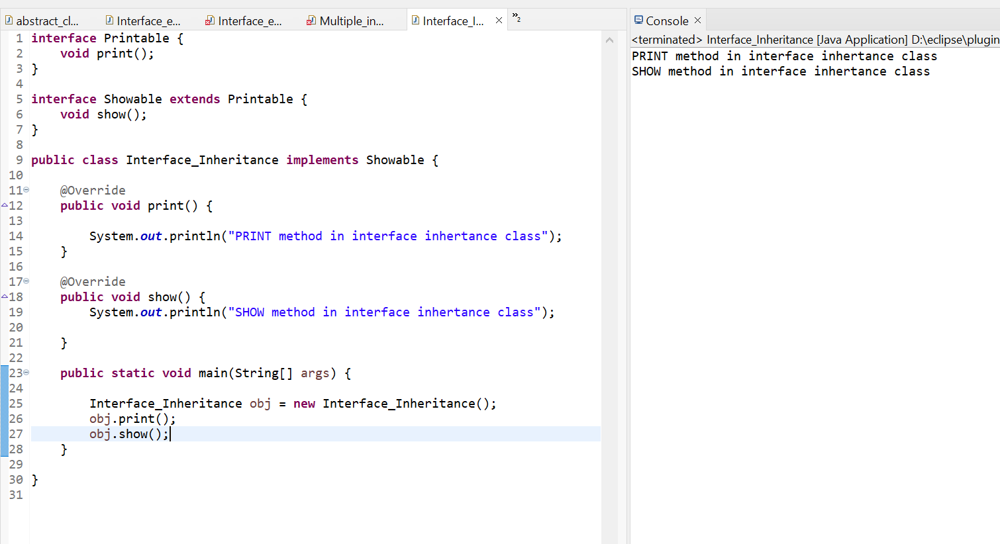 abstract_cl... Interface_e... Interface_e... Multiple_in... Interface_I... »2
1 interface Printable {
2     void print();
3 }
4
5 interface Showable extends Printable {
6     void show();
7 }
8
9 public class Interface_Inheritance implements Showable {
10
11     @Override
12     public void print() {
13
14         System.out.println("PRINT method in interface inhertance class");
15     }
16
17     @Override
18     public void show() {
19         System.out.println("SHOW method in interface inhertance class");
20
21     }
22
23     public static void main(String[] args) {
24
25         Interface_Inheritance obj = new Interface_Inheritance();
26         obj.print();
27         obj.show();
28     }
29
30 }
31
Console
<terminated> Interface_Inheritance [Java Application] D:\eclipse\plugin
PRINT method in interface inhertance class
SHOW method in interface inhertance class